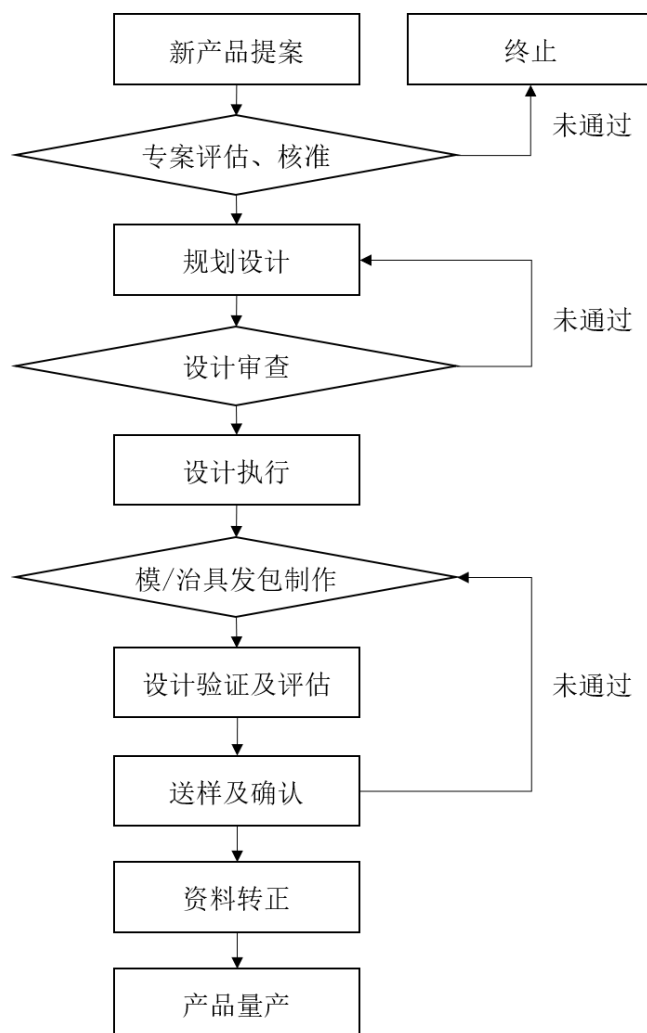 新产品提案
终止
未通过
专案评估、核准
规划设计
未通过
设计审查
设计执行
模/治具发包制作
设计验证及评估
未通过
送样及确认
资料转正
产品量产